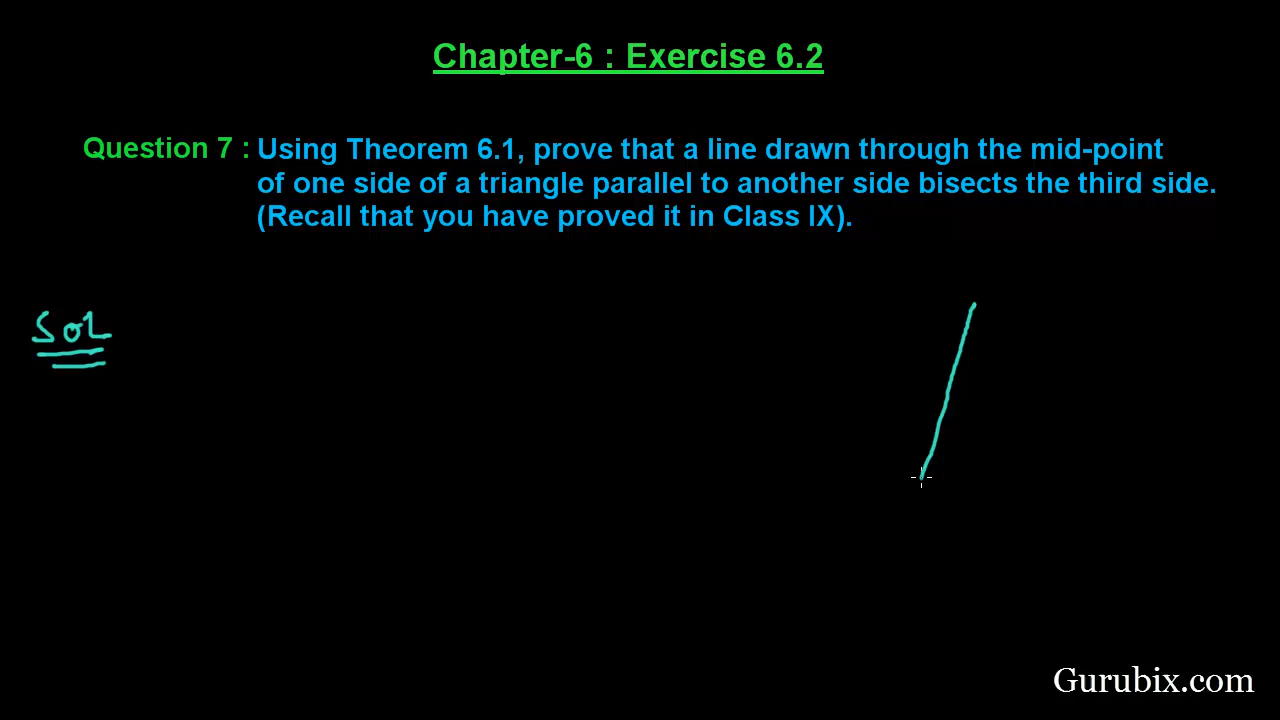 Chapter-6 : Exercise 6.2
Question 7 : Using Theorem 6.1, prove that a line drawn through the mid-point
of one side of a triangle parallel to another side bisects the third side.
(Recall that you have proved it in Class IX).
Sol
Gurubix.com